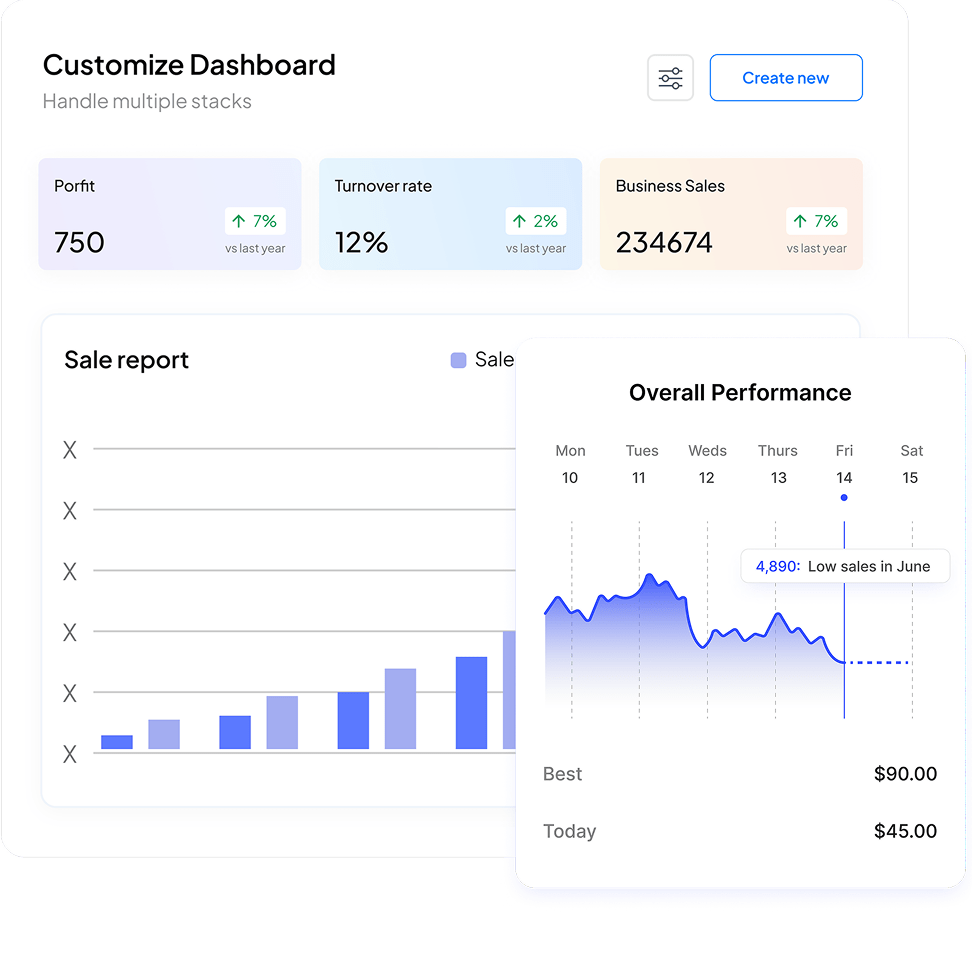 Customize Dashboard
Handle multiple stacks
Create new
Porfit
750
7%
vs last year
Turnover rate
12%
2%
vs last year
Business Sales
234674
7%
vs last year
Sale report
Sale
X
X
X
X
X
X
Overall Performance
Mon Tues Weds Thurs Fri Sat
10 11 12 13 14 15
4,890: Low sales in June
Best $90.00
Today $45.00